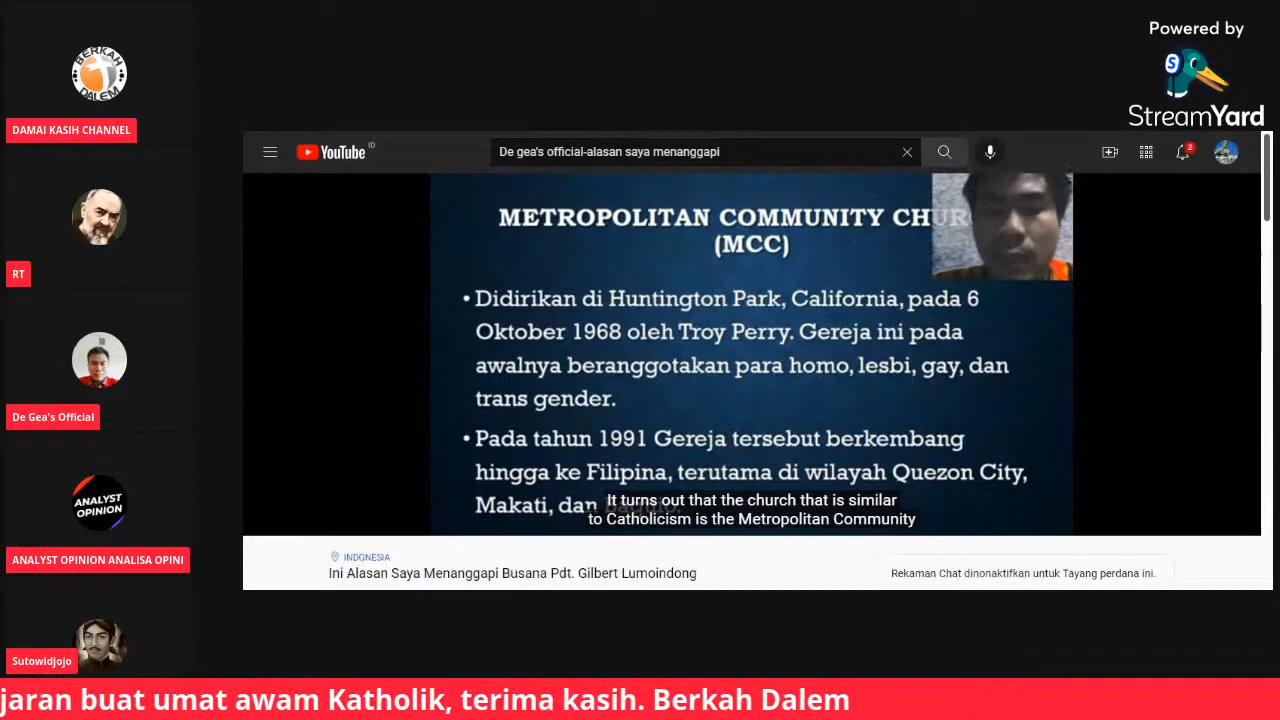 Powered by
StreamYard
BERKAH DALEM
DAMAI KASIH CHANNEL
RT
De Gea's Official
ANALYST OPINION
ANALYST OPINION ANALISA OPINI
Sutowidjojo
YouTube ID
De gea's official-alasan saya menanggapi
2
METROPOLITAN COMMUNITY CHUR
(MCC)
• Didirikan di Huntington Park, California, pada 6
Oktober 1968 oleh Troy Perry. Gereja ini pada
awalnya beranggotakan para homo, lesbi, gay, dan
trans gender.
• Pada tahun 1991 Gereja tersebut berkembang
hingga ke Filipina, terutama di wilayah Quezon City,
Makati, dan
It turns out that the church that is similar
to Catholicism is the Metropolitan Community
INDONESIA
Ini Alasan Saya Menanggapi Busana Pdt. Gilbert Lumoindong
Rekaman Chat dinonaktifkan untuk Tayang perdana ini.
jaran buat umat awam Katholik, terima kasih. Berkah Dalem